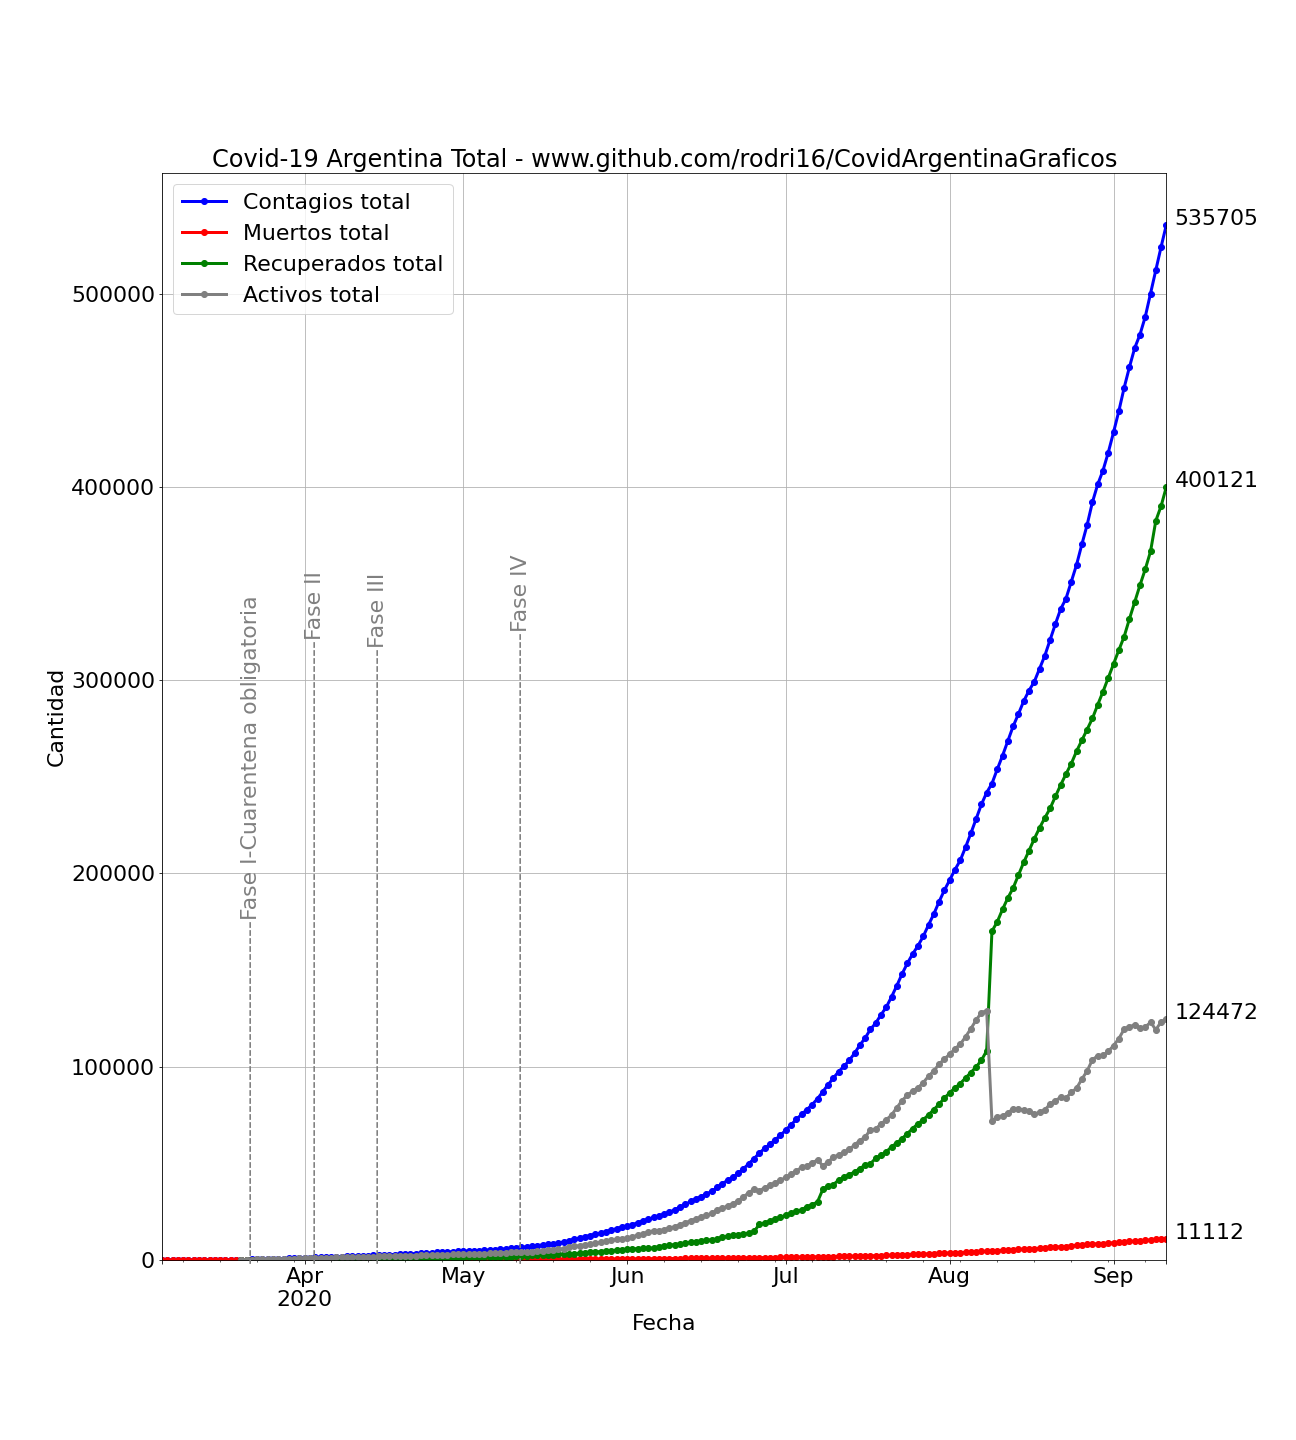 Covid-19 Argentina Total - www.github.com/rodri16/CovidArgentinaGraficos
Contagios total
Muertos total
Recuperados total
Activos total
535705
500000
400000
400121
Fase I-Cuarentena obligatoria
Fase II
Fase III
Fase IV
300000
Cantidad
200000
124472
100000
11112
0
Apr
2020
May
Jun
Jul
Aug
Sep
Fecha